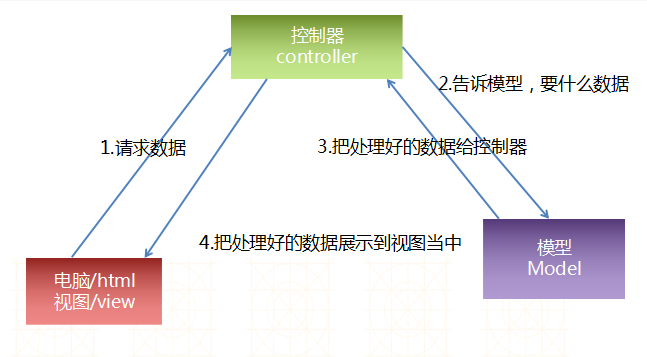 控制器
controller
2.告诉模型，要什么数据
1.请求数据
3.把处理好的数据给控制器
4.把处理好的数据展示到视图当中
模型
Model
电脑/html
视图/view